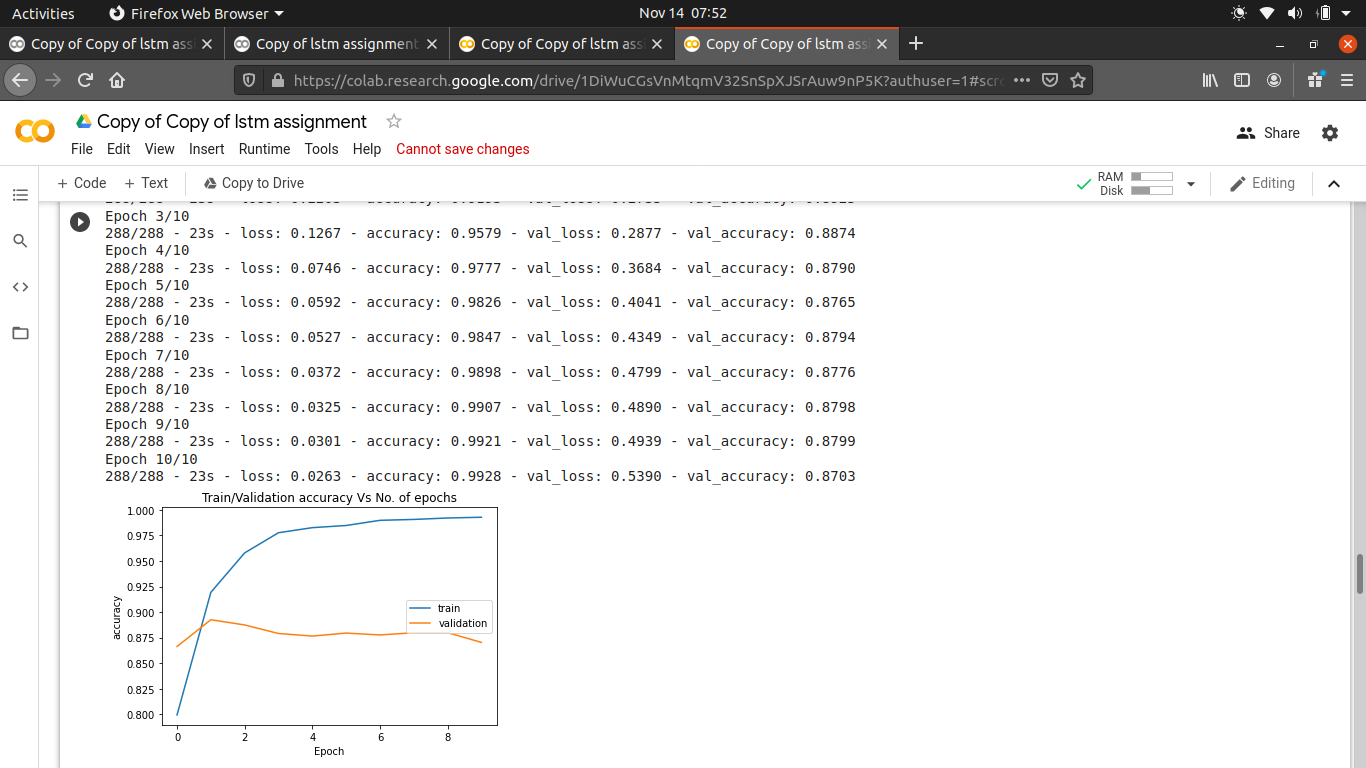 Activities Firefox Web Browser Nov 14 07:52
Copy of Copy of lstm ass Copy of lstm assignment Copy of Copy of lstm ass Copy of Copy of lstm ass
https://colab.research.google.com/drive/1DiWuCGsVnMtqmV32SnSpXJSrAuw9nP5K?authuser=1#scro
Copy of Copy of lstm assignment
Share
File Edit View Insert Runtime Tools Help Cannot save changes
+ Code + Text Copy to Drive RAM Disk Editing
Epoch 3/10
288/288 - 23s - loss: 0.1267 - accuracy: 0.9579 - val_loss: 0.2877 - val_accuracy: 0.8874
Epoch 4/10
288/288 - 23s - loss: 0.0746 - accuracy: 0.9777 - val_loss: 0.3684 - val_accuracy: 0.8790
Epoch 5/10
288/288 - 23s - loss: 0.0592 - accuracy: 0.9826 - val_loss: 0.4041 - val_accuracy: 0.8765
Epoch 6/10
288/288 - 23s - loss: 0.0527 - accuracy: 0.9847 - val_loss: 0.4349 - val_accuracy: 0.8794
Epoch 7/10
288/288 - 23s - loss: 0.0372 - accuracy: 0.9898 - val_loss: 0.4799 - val_accuracy: 0.8776
Epoch 8/10
288/288 - 23s - loss: 0.0325 - accuracy: 0.9907 - val_loss: 0.4890 - val_accuracy: 0.8798
Epoch 9/10
288/288 - 23s - loss: 0.0301 - accuracy: 0.9921 - val_loss: 0.4939 - val_accuracy: 0.8799
Epoch 10/10
288/288 - 23s - loss: 0.0263 - accuracy: 0.9928 - val_loss: 0.5390 - val_accuracy: 0.8703
Train/Validation accuracy Vs No. of epochs
1.000
0.975
0.950
0.925
0.900
0.875
0.850
0.825
0.800
accuracy
train
validation
0 2 4 6 8
Epoch